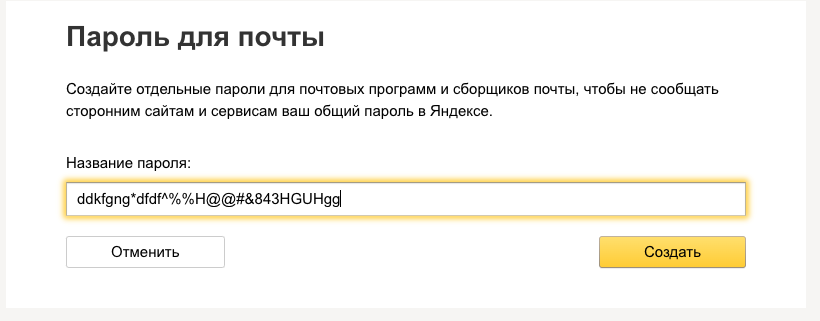 Пароль для почты
Создайте отдельные пароли для почтовых программ и сборщиков почты, чтобы не сообщать
сторонним сайтам и сервисам ваш общий пароль в Яндексе.
Название пароля:
ddkfgng*dfdf^%%H@@#&843HGUHgg
Отменить
Создать